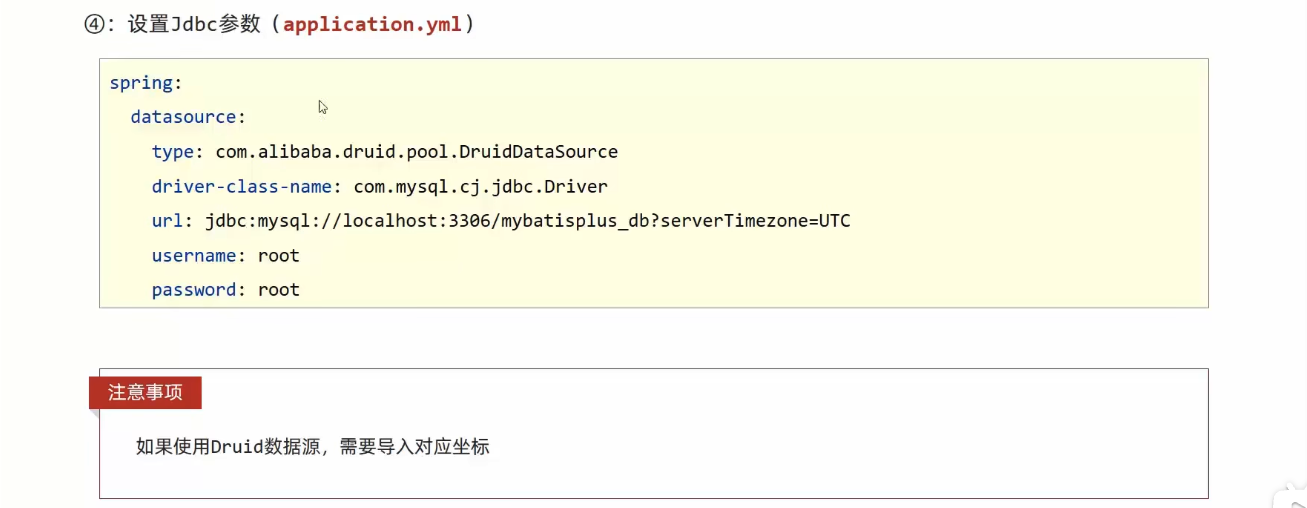 ④：设置Jdbc参数（application.yml）
spring:
  datasource:
    type: com.alibaba.druid.pool.DruidDataSource
    driver-class-name: com.mysql.cj.jdbc.Driver
    url: jdbc:mysql://localhost:3306/mybatisplus_db?serverTimezone=UTC
    username: root
    password: root
注意事项
如果使用Druid数据源，需要导入对应坐标